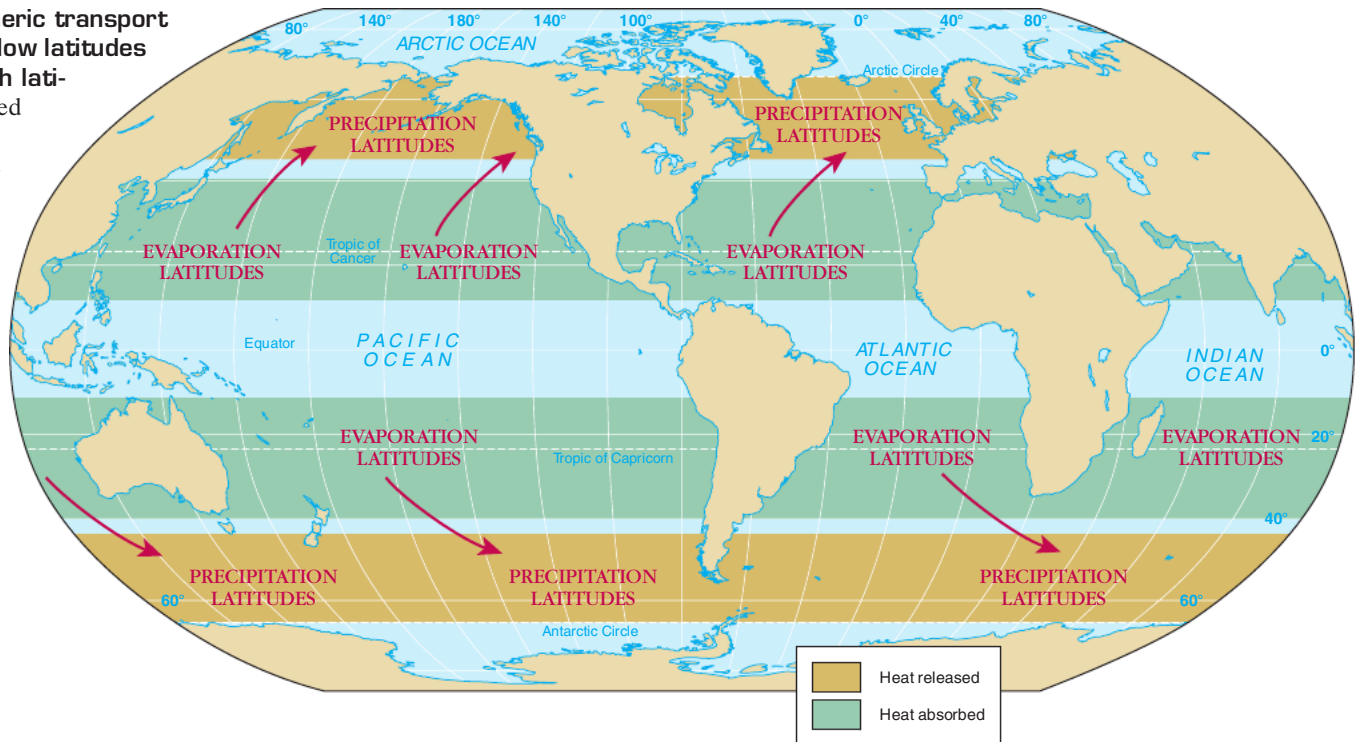 eric transport
low latitudes
h lati-
ed
80°
140°
180°
140°
100°
0°
40°
80°
ARCTIC OCEAN
Arctic Circle
PRECIPITATION
LATITUDES
PRECIPITATION
LATITUDES
EVAPORATION
LATITUDES
Tropic of
Cancer
EVAPORATION
LATITUDES
EVAPORATION
LATITUDES
Equator
PACIFIC
OCEAN
ATLANTIC
OCEAN
INDIAN
OCEAN
0°
EVAPORATION
LATITUDES
EVAPORATION
LATITUDES
EVAPORATION
LATITUDES
20°
Tropic of Capricorn
40°
PRECIPITATION
LATITUDES
PRECIPITATION
LATITUDES
PRECIPITATION
LATITUDES
60°
60°
Antarctic Circle
Heat released
Heat absorbed